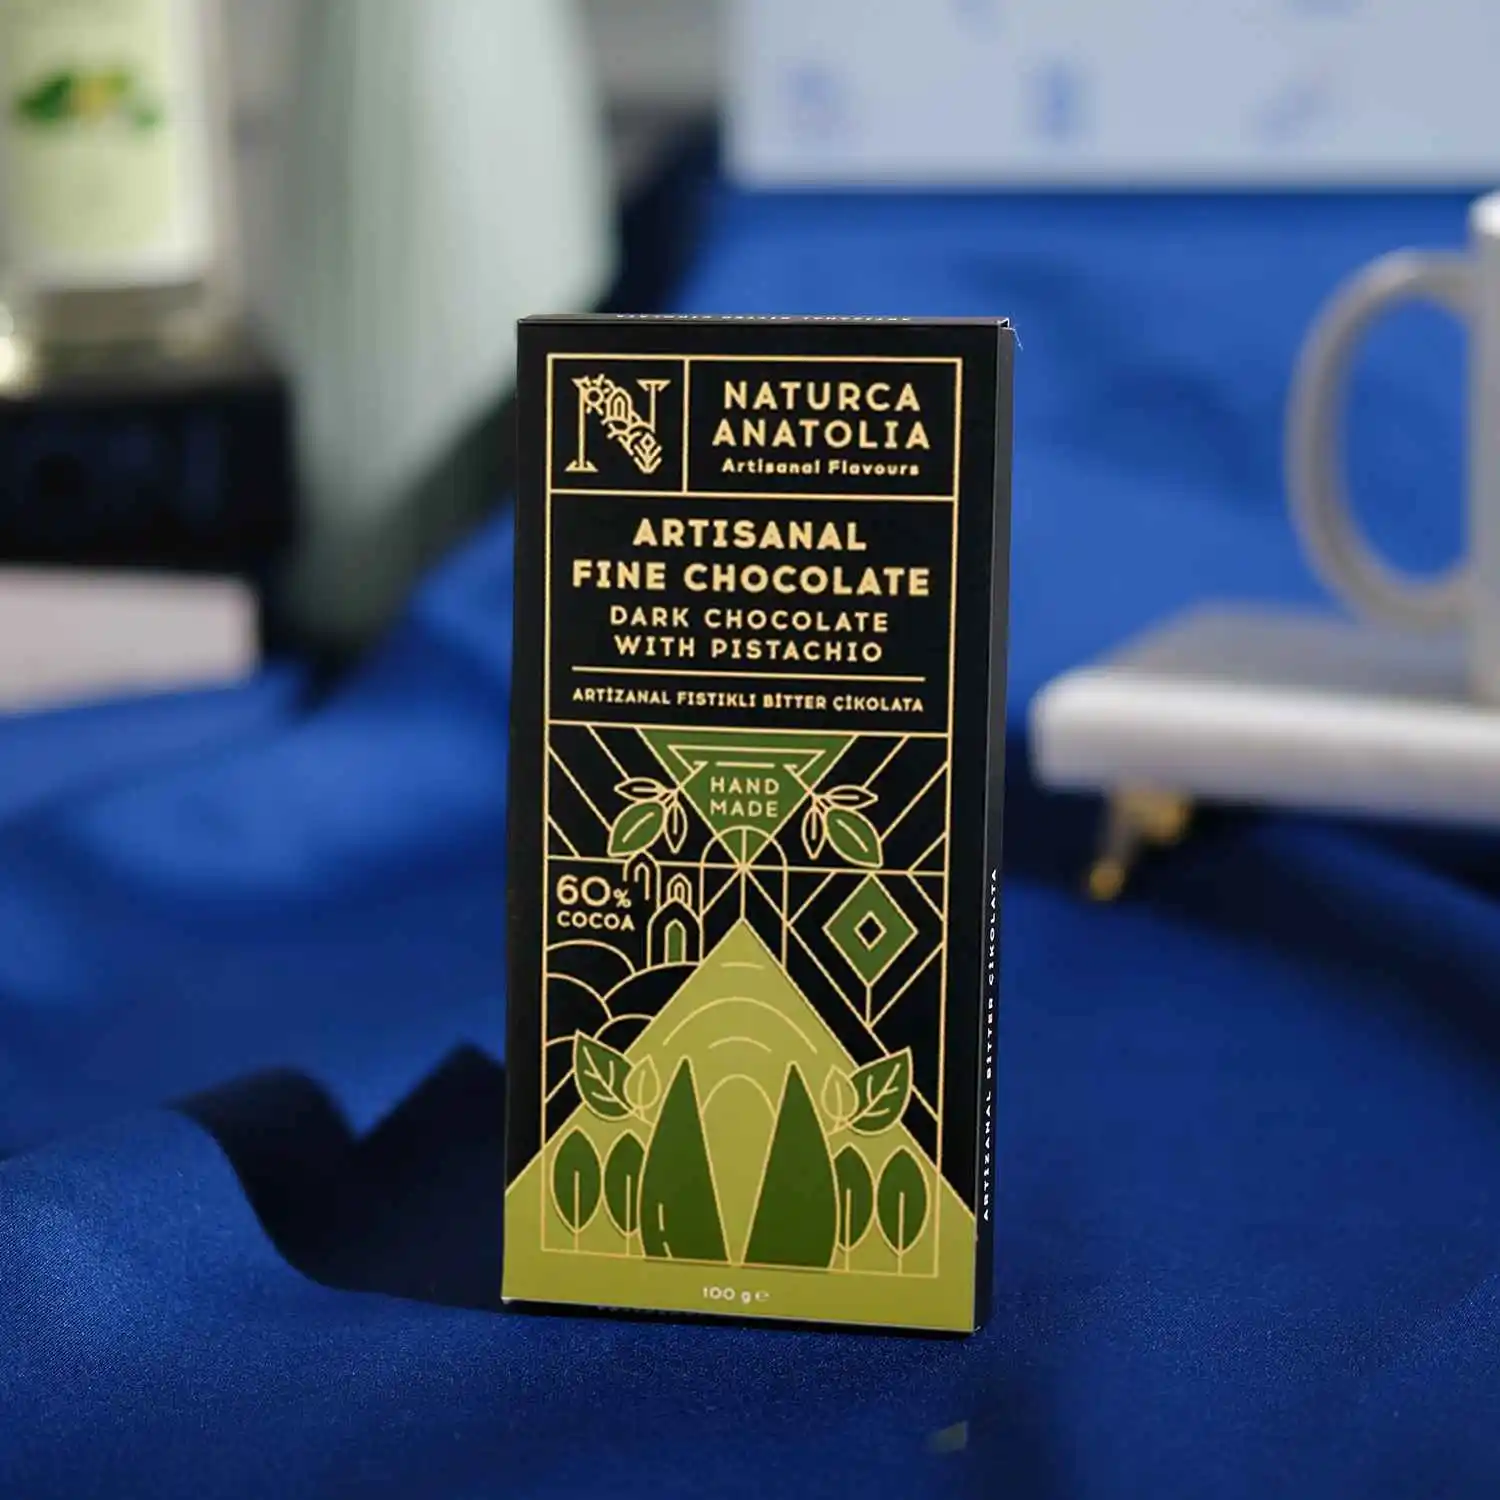 NATURCA
ANATOLIA
Artisanal Flavours
ARTISANAL
FINE CHOCOLATE
DARK CHOCOLATE
WITH PISTACHIO
ARTİZANAL FISTIKLI BİTTER ÇİKOLATA
HAND
MADE
60%
COCOA
100 g ℮
ARTİZANAL BİTTER ÇİKOLATA